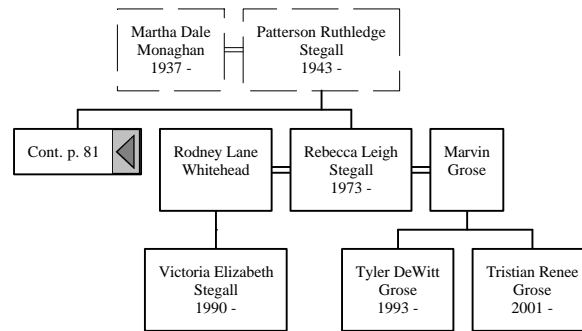 Martha Dale
Monaghan
1937 -
Patterson Ruthledge
Stegall
1943 -
Cont. p. 81
Rodney Lane
Whitehead
Rebecca Leigh
Stegall
1973 -
Marvin
Grose
Victoria Elizabeth
Stegall
1990 -
Tyler DeWitt
Grose
1993 -
Tristian Renee
Grose
2001 -